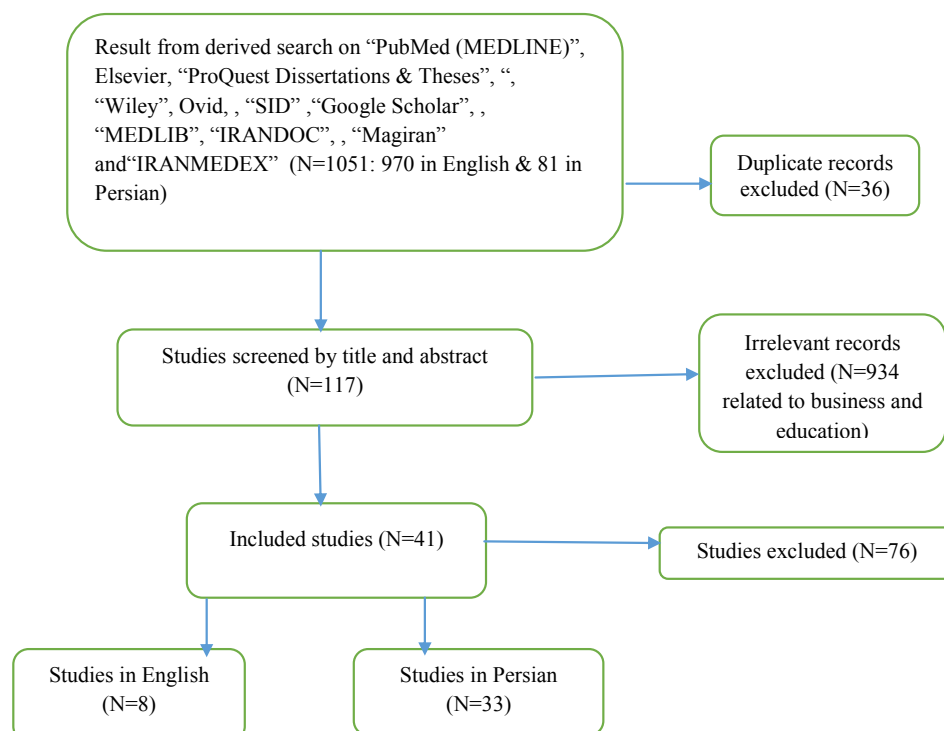 Result from derived search on “PubMed (MEDLINE)”,
Elsevier, “ProQuest Dissertations & Theses”, “,
“Wiley”, Ovid, , “SID” ,“Google Scholar”, ,
“MEDLIB”, “IRANDOC”, , “Magiran”
and“IRANMEDEX” (N=1051: 970 in English & 81 in
Persian)
Duplicate records
excluded (N=36)
Studies screened by title and abstract
(N=117)
Irrelevant records
excluded (N=934
related to business and
education)
Included studies (N=41)
Studies excluded (N=76)
Studies in English
(N=8)
Studies in Persian
(N=33)